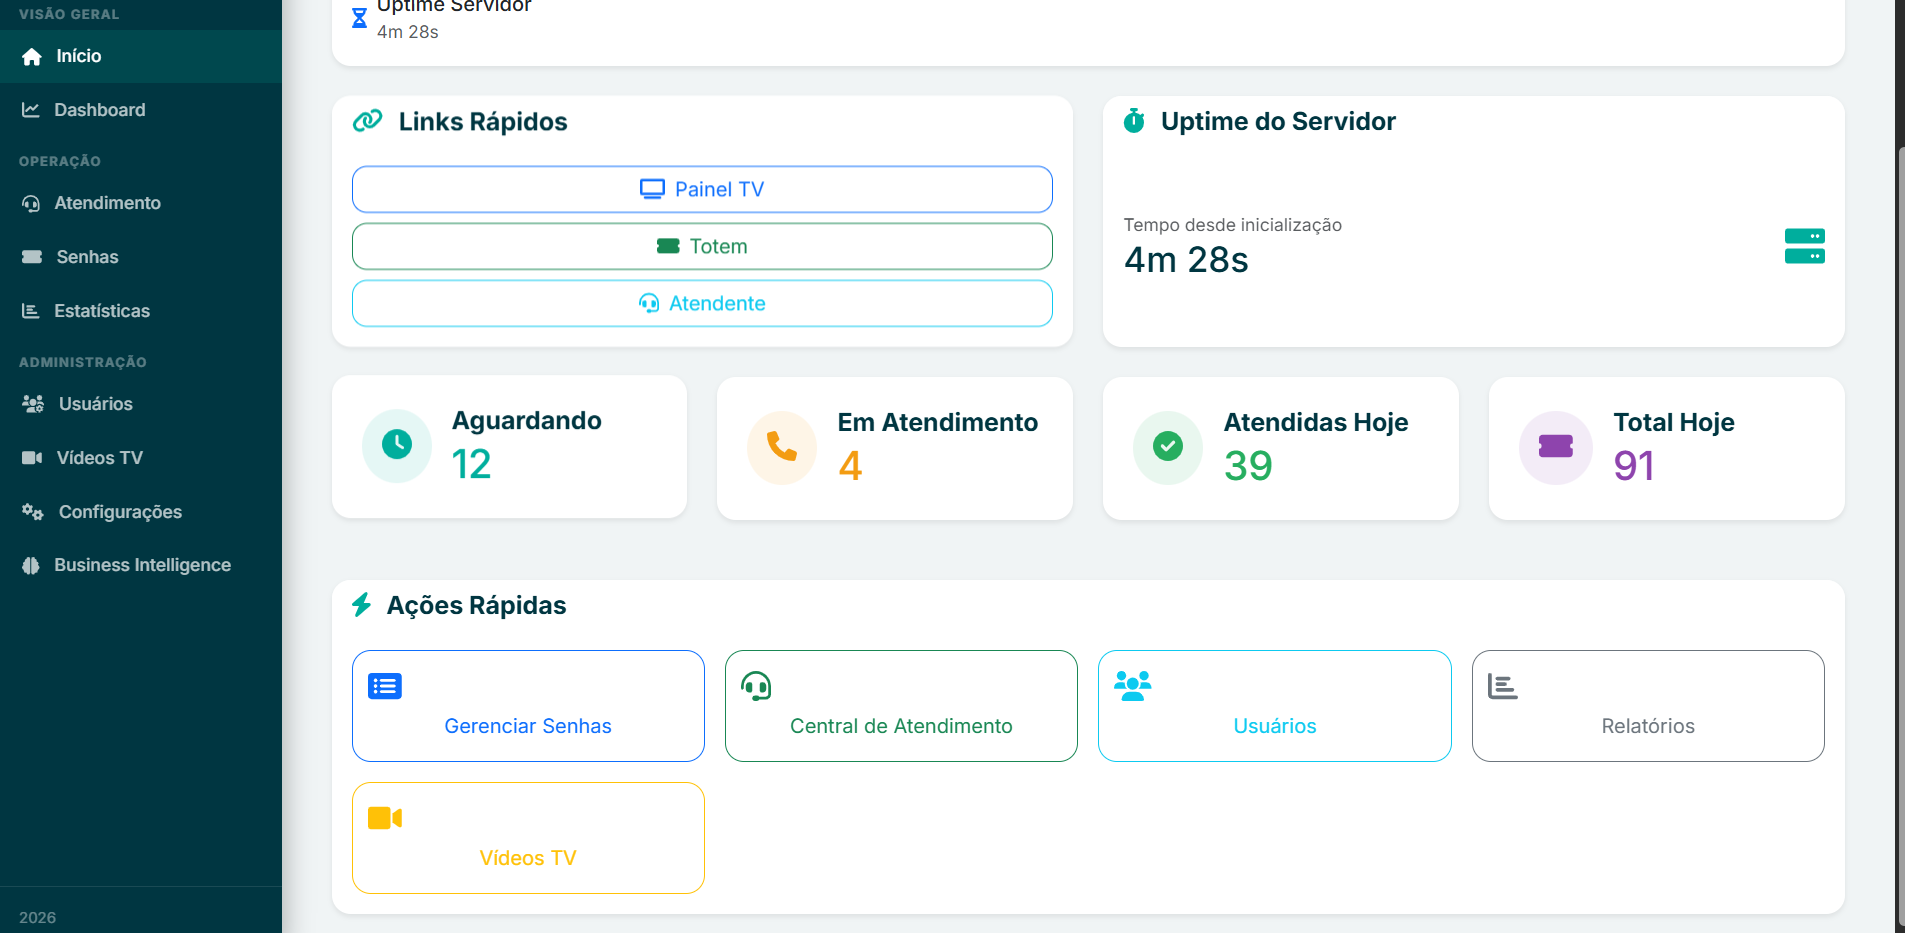 VISÃO GERAL
Início
Dashboard
OPERAÇÃO
Atendimento
Senhas
Estatísticas
ADMINISTRAÇÃO
Usuários
Vídeos TV
Configurações
Business Intelligence
2026
Uptime Servidor
4m 28s
Links Rápidos
Painel TV
Totem
Atendente
Uptime do Servidor
Tempo desde inicialização
4m 28s
Aguardando
12
Em Atendimento
4
Atendidas Hoje
39
Total Hoje
91
Ações Rápidas
Gerenciar Senhas
Central de Atendimento
Usuários
Relatórios
Vídeos TV